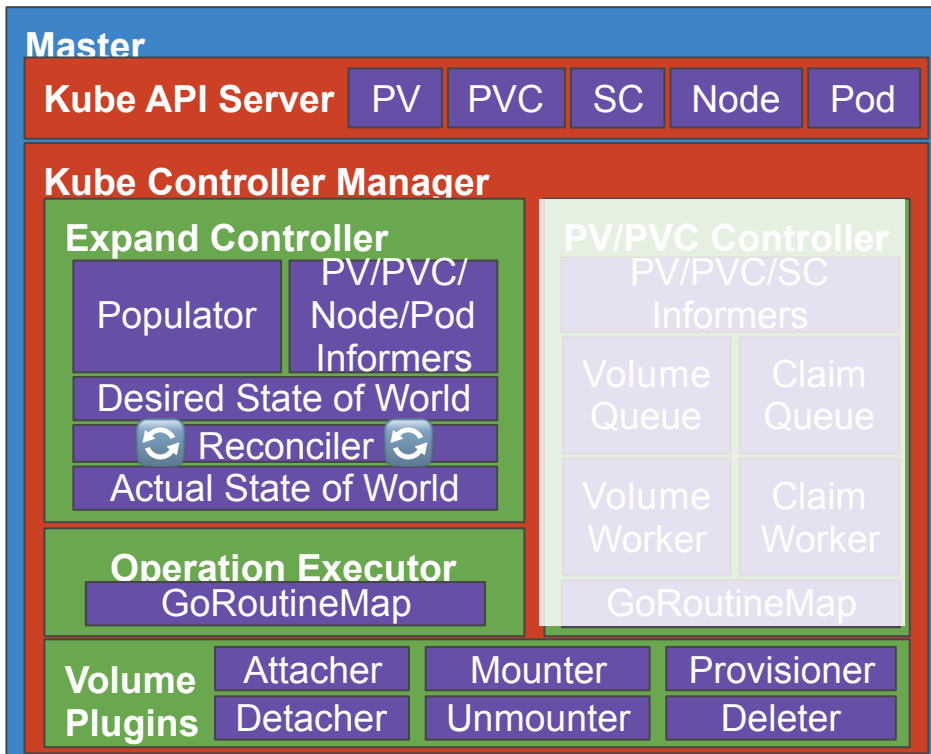 Master
Kube API Server
PV
PVC
SC
Node
Pod
Kube Controller Manager
Expand Controller
Populator
PV/PVC/
Node/Pod
Informers
Desired State of World
Reconciler
Actual State of World
Operation Executor
GoRoutineMap
PV/PVC Controller
PV/PVC/SC
Informers
Volume
Queue
Claim
Queue
Volume
Worker
Claim
Worker
GoRoutineMap
Volume
Plugins
Attacher
Mounter
Provisioner
Detacher
Unmounter
Deleter